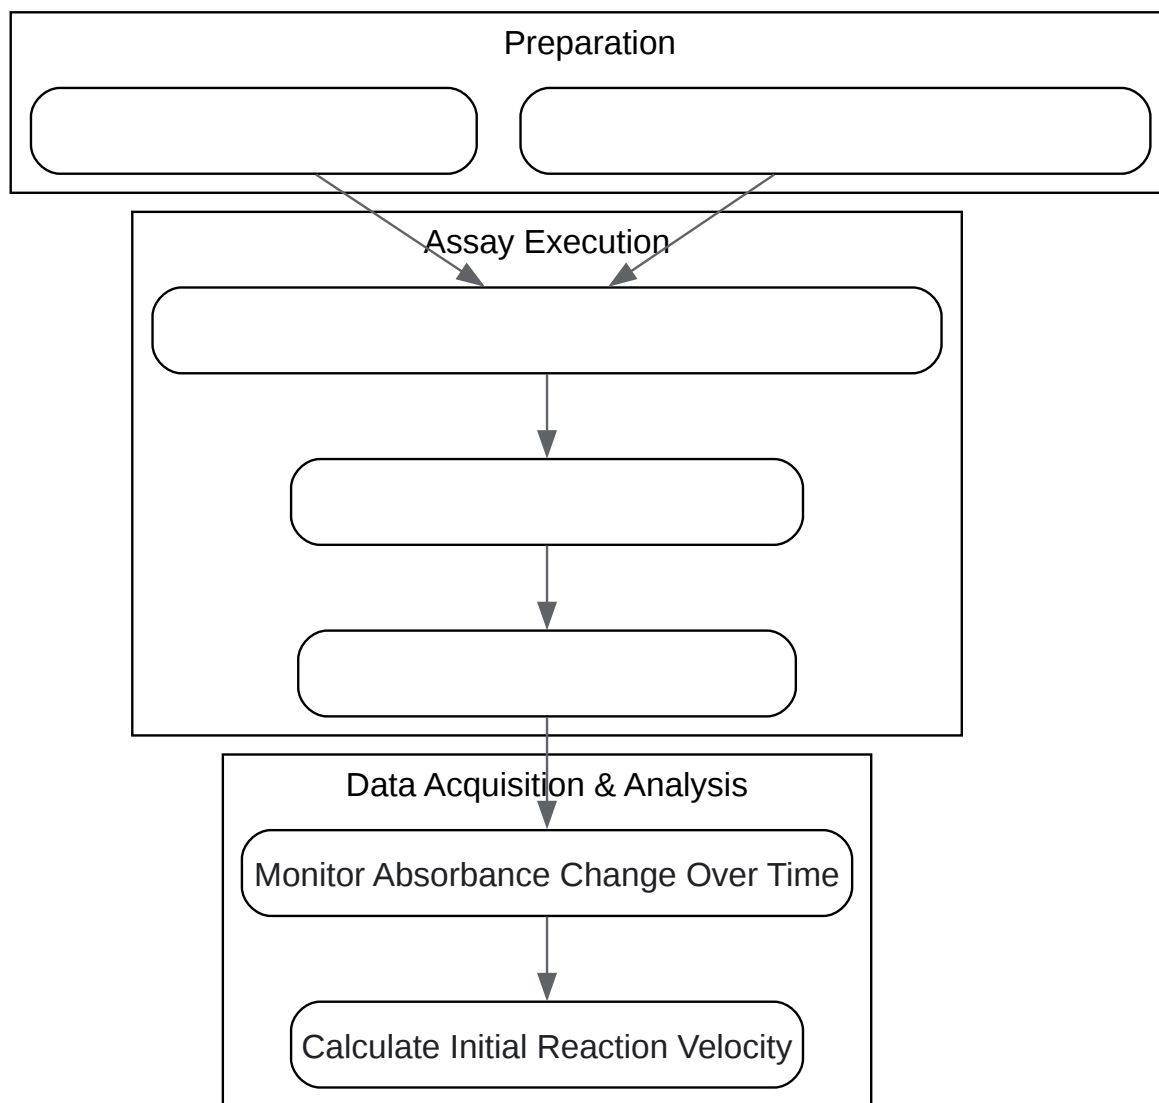 Preparation
Assay Execution
Data Acquisition & Analysis
Monitor Absorbance Change Over Time
Calculate Initial Reaction Velocity